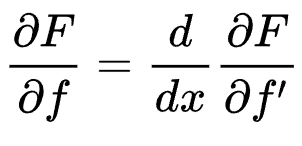 ∂F/∂f = d/dx ∂F/∂f′